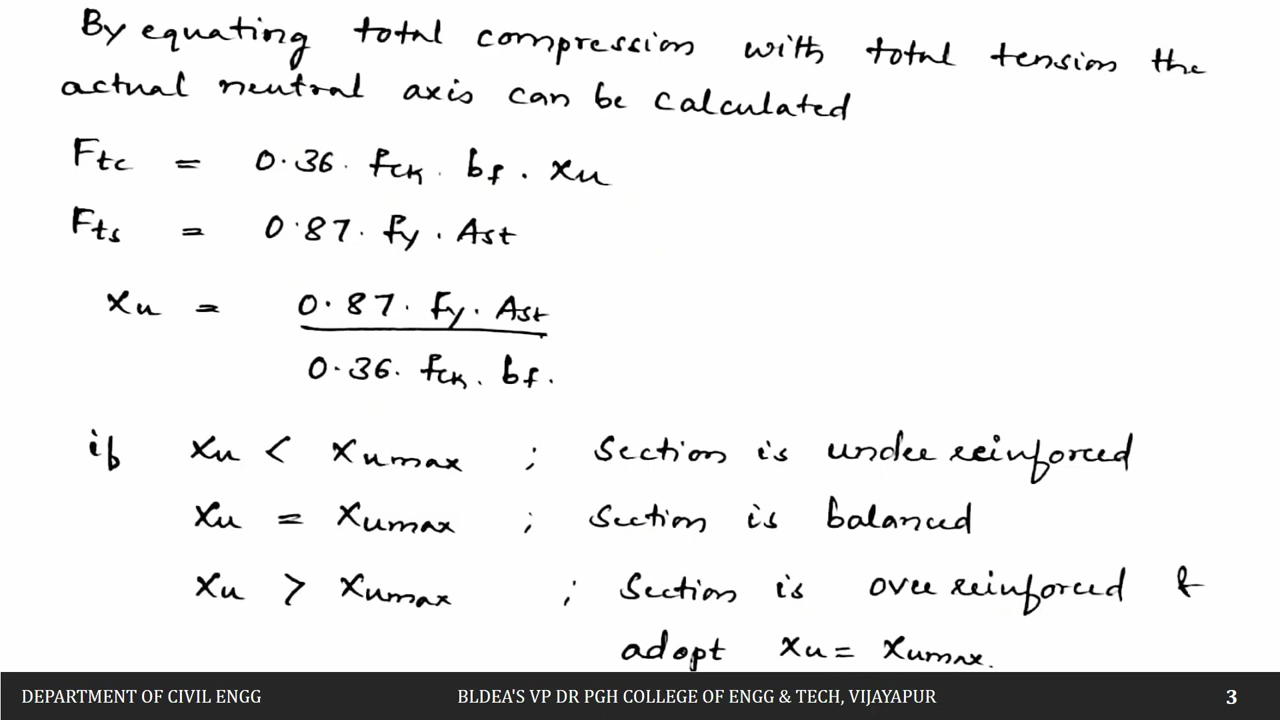 By equating total compression with total tension the
actual neutral axis can be calculated
Ftc = 0.36. fck. bf. xu
Fts = 0.87. fy. Ast
xu = 0.87. fy. Ast
0.36. fck. bf.
if xu < xumax ; Section is under reinforced
xu = xumax ; Section is balanced
xu > xumax ; Section is over reinforced &
adopt xu = xumax.
DEPARTMENT OF CIVIL ENGG BLDEA'S VP DR PGH COLLEGE OF ENGG & TECH, VIJAYAPUR 3